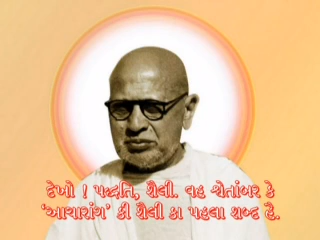 દેખો ! પદ્ધતિ, શૈલી. વહ શ્વેતાંબર કે
‘આચારાંગ’ કી શૈલી કા પહલા શબ્દ હૈ.